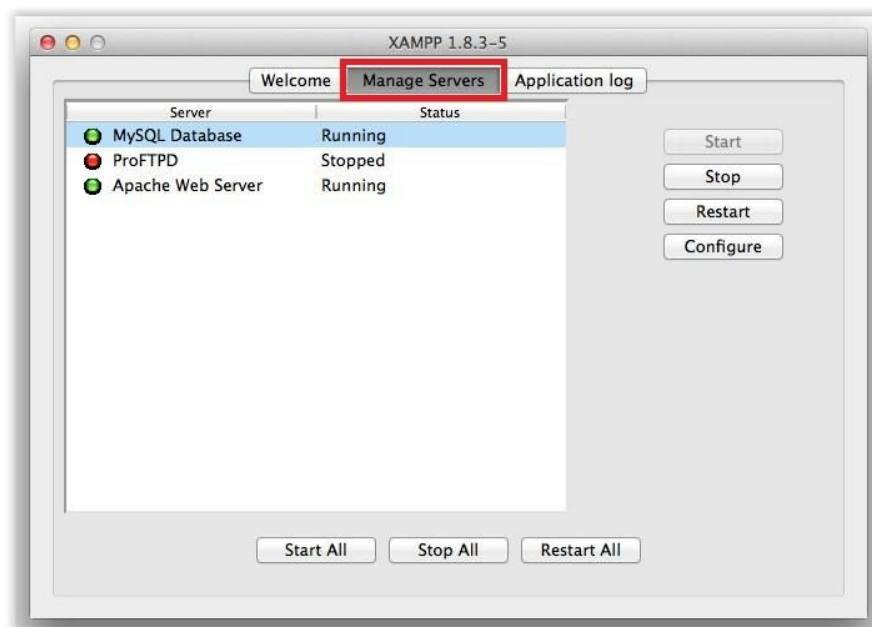 XAMPP 1.8.3-5
Welcome Manage Servers Application log
Server Status
MySQL Database Running
ProFTPD Stopped
Apache Web Server Running
Start
Stop
Restart
Configure
Start All Stop All Restart All